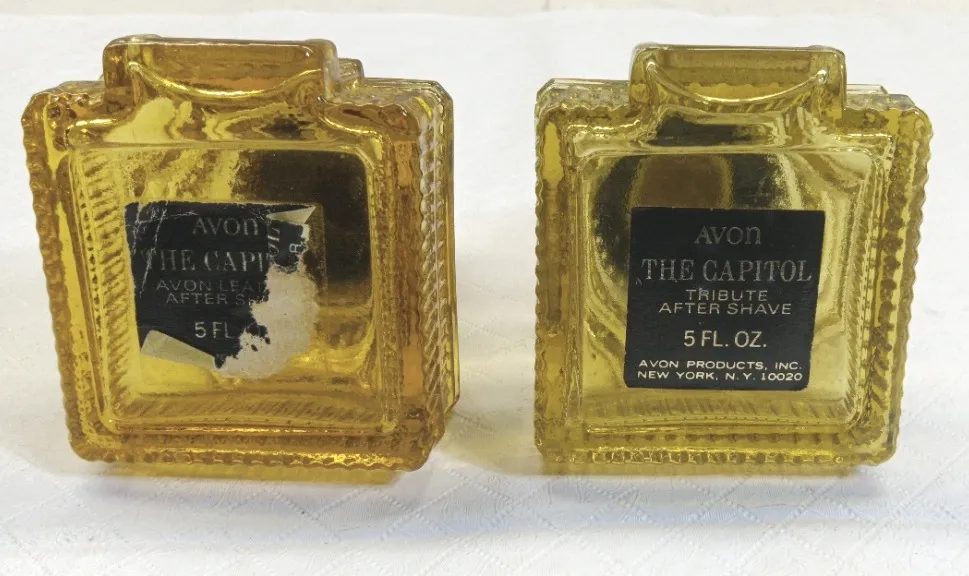 AVON
THE CAPI
AVON LEA
AFTER S
5 FL
AVON
THE CAPITOL
TRIBUTE
AFTER SHAVE
5 FL. OZ.
AVON PRODUCTS, INC.
NEW YORK, N.Y. 10020